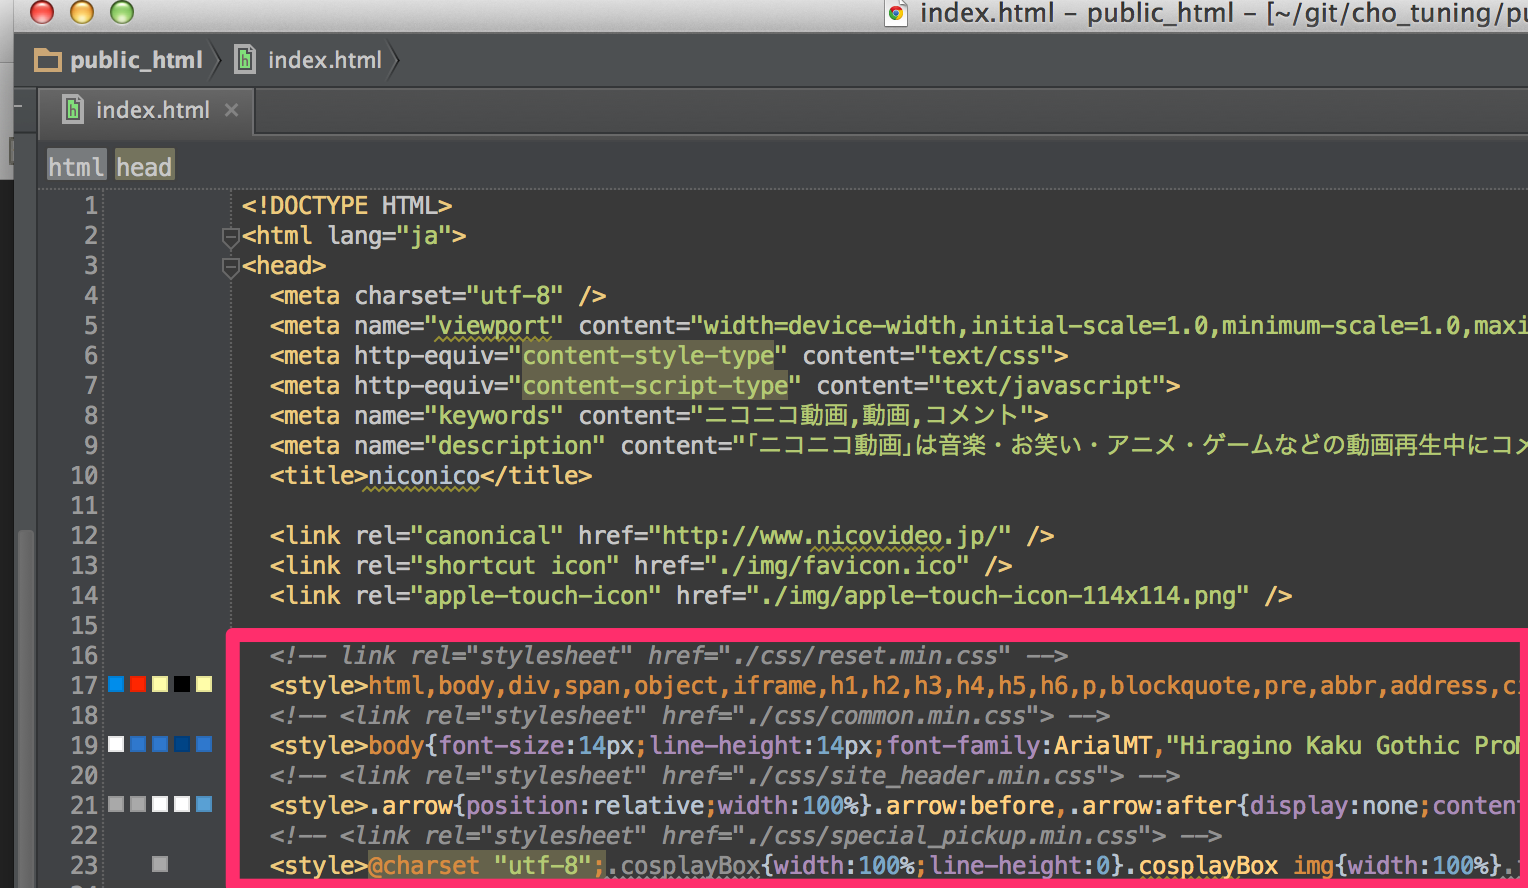 index.html – public_html – [~/git/cho_tuning/pu
public_html
index.html
index.html
html head
1 <!DOCTYPE HTML>
2 <html lang="ja">
3 <head>
4 <meta charset="utf-8" />
5 <meta name="viewport" content="width=device-width,initial-scale=1.0,minimum-scale=1.0,maxi
6 <meta http-equiv="content-style-type" content="text/css">
7 <meta http-equiv="content-script-type" content="text/javascript">
8 <meta name="keywords" content="ニコニコ動画,動画,コメント">
9 <meta name="description" content="「ニコニコ動画」は音楽・お笑い・アニメ・ゲームなどの動画再生中にコメ
10 <title>niconico</title>
11
12 <link rel="canonical" href="http://www.nicovideo.jp/" />
13 <link rel="shortcut icon" href="./img/favicon.ico" />
14 <link rel="apple-touch-icon" href="./img/apple-touch-icon-114x114.png" />
15
16 <!-- link rel="stylesheet" href="./css/reset.min.css" -->
17 <style>html,body,div,span,object,iframe,h1,h2,h3,h4,h5,h6,p,blockquote,pre,abbr,address,ci
18 <!-- <link rel="stylesheet" href="./css/common.min.css"> -->
19 <style>body{font-size:14px;line-height:14px;font-family:ArialMT,"Hiragino Kaku Gothic ProN
20 <!-- <link rel="stylesheet" href="./css/site_header.min.css"> -->
21 <style>.arrow{position:relative;width:100%}.arrow:before,.arrow:after{display:none;content
22 <!-- <link rel="stylesheet" href="./css/special_pickup.min.css"> -->
23 <style>@charset "utf-8";.cosplayBox{width:100%;line-height:0}.cosplayBox img{width:100%}.